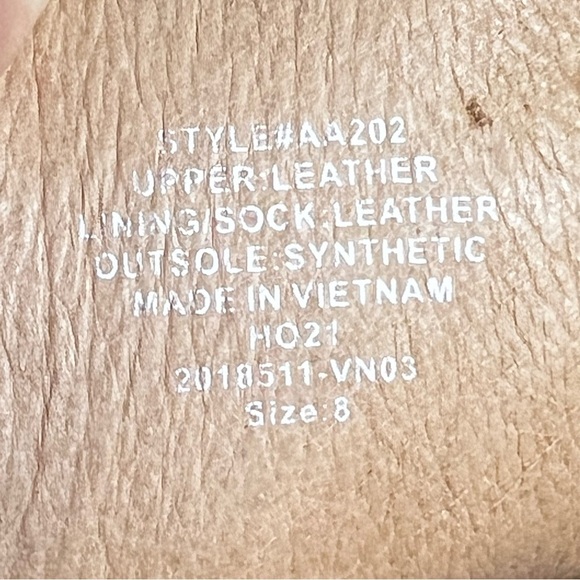 STYLE#AA202
UPPER:LEATHER
LINING/SOCK:LEATHER
OUTSOLE:SYNTHETIC
MADE IN VIETNAM
HO21
2018511-VN03
Size:8